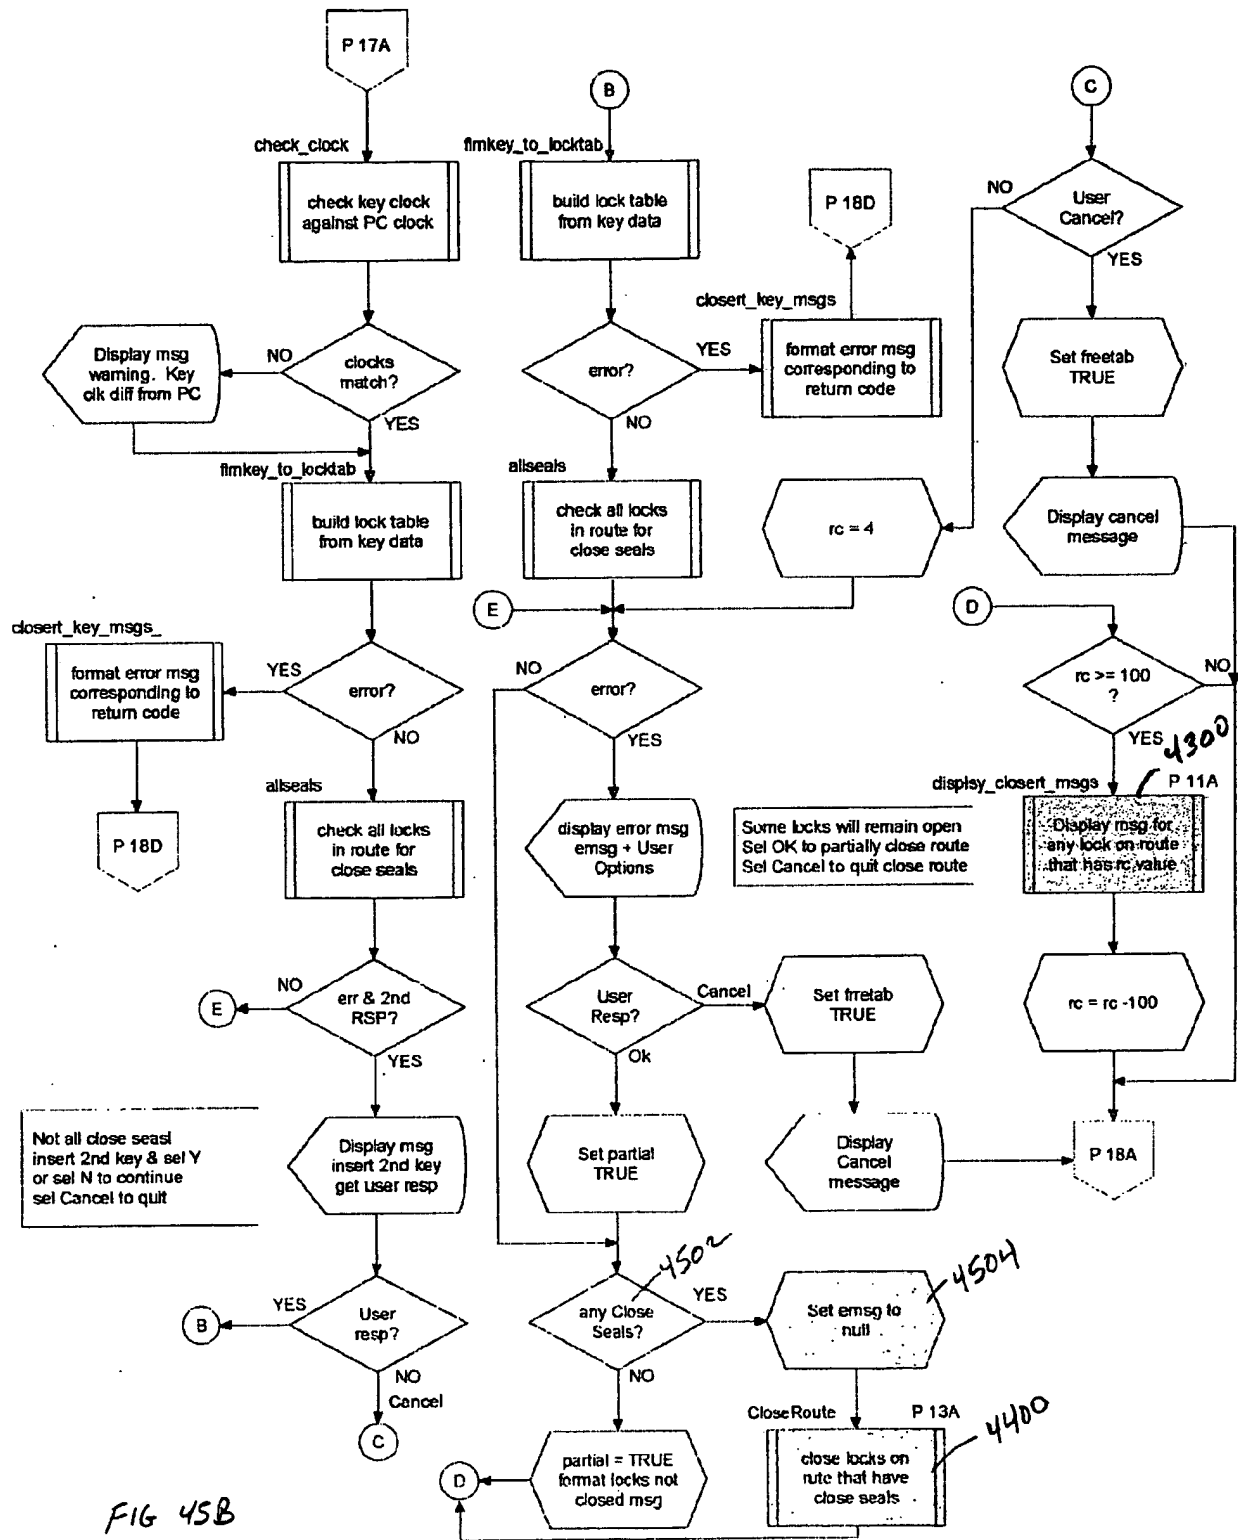 P 17A
check_clock
check key clock
against PC clock
NO
clocks
match?
Display msg
warning. Key
clk diff from PC
YES
flmkey_to_locktab
build lock table
from key data
closert_key_msgs_
format error msg
corresponding to
return code
YES
error?
NO
P 18D
allseals
check all locks
in route for
close seals
NO
E
err & 2nd
RSP?
YES
Not all close seasl
insert 2nd key & sel Y
or sel N to continue
sel Cancel to quit
Display msg
insert 2nd key
get user resp
YES
B
User
resp?
NO
Cancel
C
B
flmkey_to_locktab
build lock table
from key data
P 18D
closert_key_msgs
error?
YES
format error msg
corresponding to
return code
NO
allseals
check all locks
in route for
close seals
rc = 4
E
NO
error?
YES
display error msg
emsg + User
Options
Some locks will remain open
Sel OK to partially close route
Sel Cancel to quit close route
User
Resp?
Cancel
Set frretab
TRUE
Ok
Set partial
TRUE
Display
Cancel
message
4502
any Close
Seals?
YES
Set emsg to
null
4504
NO
CloseRoute
P 13A
4400
close locks on
rute that have
close seals
partial = TRUE
format locks not
closed msg
D
C
NO
User
Cancel?
YES
Set freetab
TRUE
Display cancel
message
D
rc >= 100
?
NO
YES
4300
display_closert_msgs
P 11A
Display msg for
any lock on route
that has rc value
rc = rc -100
P 18A
FIG 45B